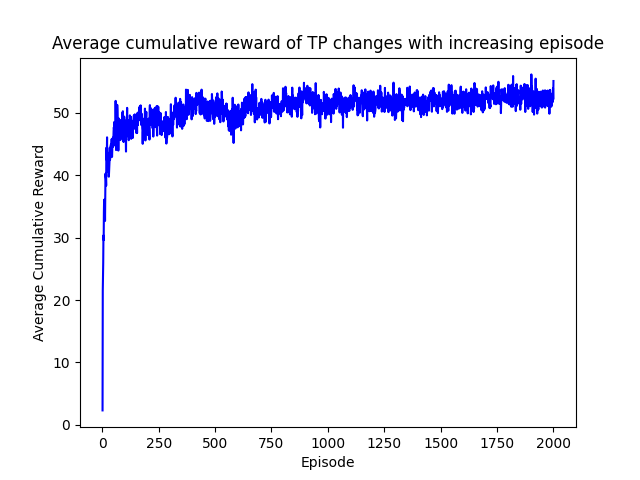 Average cumulative reward of TP changes with increasing episode
Average Cumulative Reward
50
40
30
20
10
0
0 250 500 750 1000 1250 1500 1750 2000
Episode